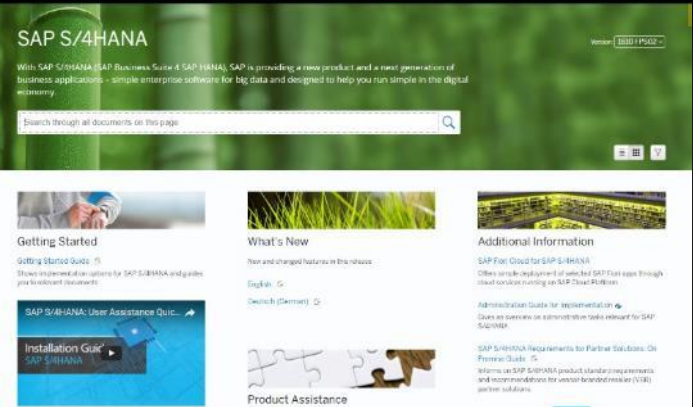 SAP S/4HANA
Version: 1610 FPS02
With SAP S/4HANA (SAP Business Suite 4 SAP HANA), SAP is providing a new product and a next generation of
business applications – simple enterprise software for big data and designed to help you run simple in the digital
economy.
Search through all documents on this page
Getting Started
Getting Started Guide
Shows implementation options for SAP S/4HANA and guides
you to relevant documents
SAP S/4HANA: User Assistance Quic...
Installation Guid
SAP S/4HANA
What's New
New and changed features in this release
English
Deutsch (German)
Product Assistance
Additional Information
SAP Fiori Cloud for SAP S/4HANA
Offers simple deployment of selected SAP Fiori apps through
cloud services running on SAP Cloud Platform
Administration Guide for Implementation
Gives an overview on administrative tasks relevant for SAP
S/4HANA
SAP S/4HANA Requirements for Partner Solutions: On
Premise Guide
Informs on SAP S/4HANA product standard requirements
and recommendations for vendor-branded reseller (VBR)
partner solutions.